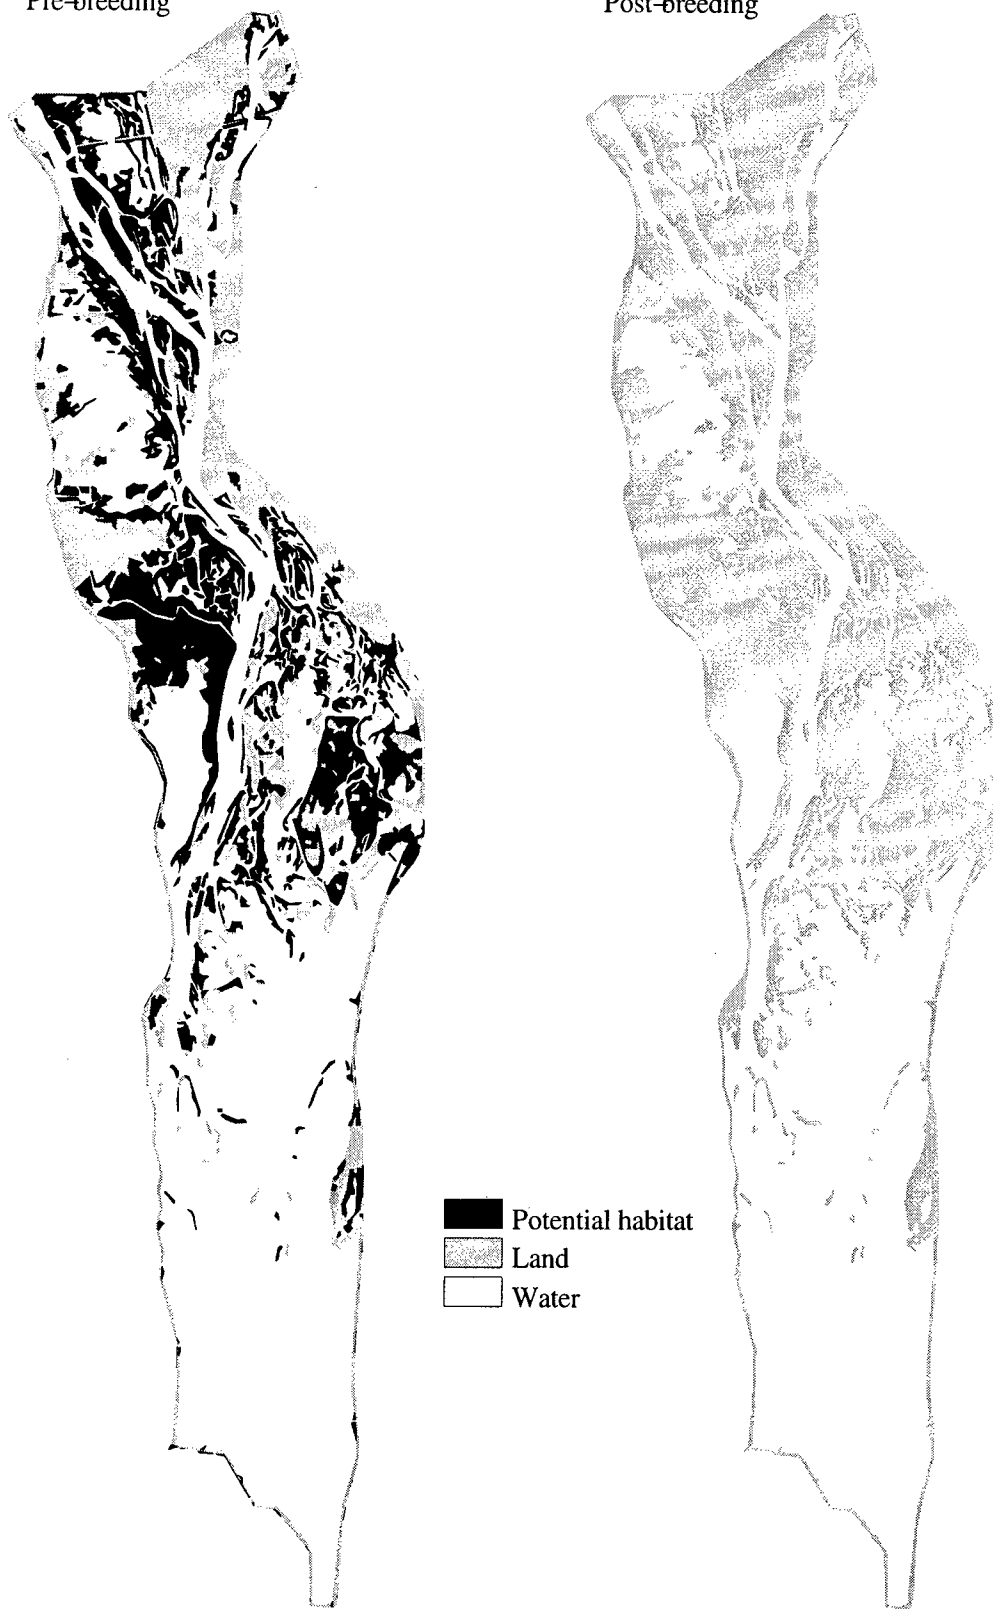 Pre-breeding
Post-breeding
Potential habitat
Land
Water